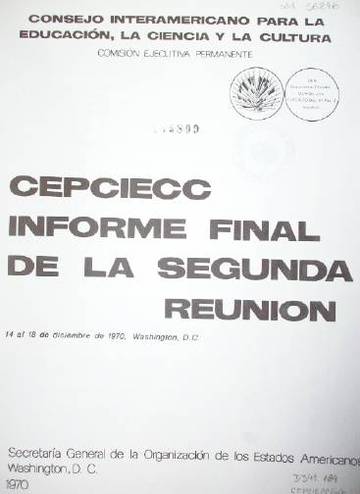 CONSEJO INTERAMERICANO PARA LA
EDUCACIÓN, LA CIENCIA Y LA CULTURA
COMISION EJECUTIVA PERMANENTE
CEPCIECC
INFORME FINAL
DE LA SEGUNDA
REUNION
14 al 18 de diciembre de 1970, Washington, D.C.
Secretaría General de la Organización de los Estados Americanos
Washington, D. C.
1970